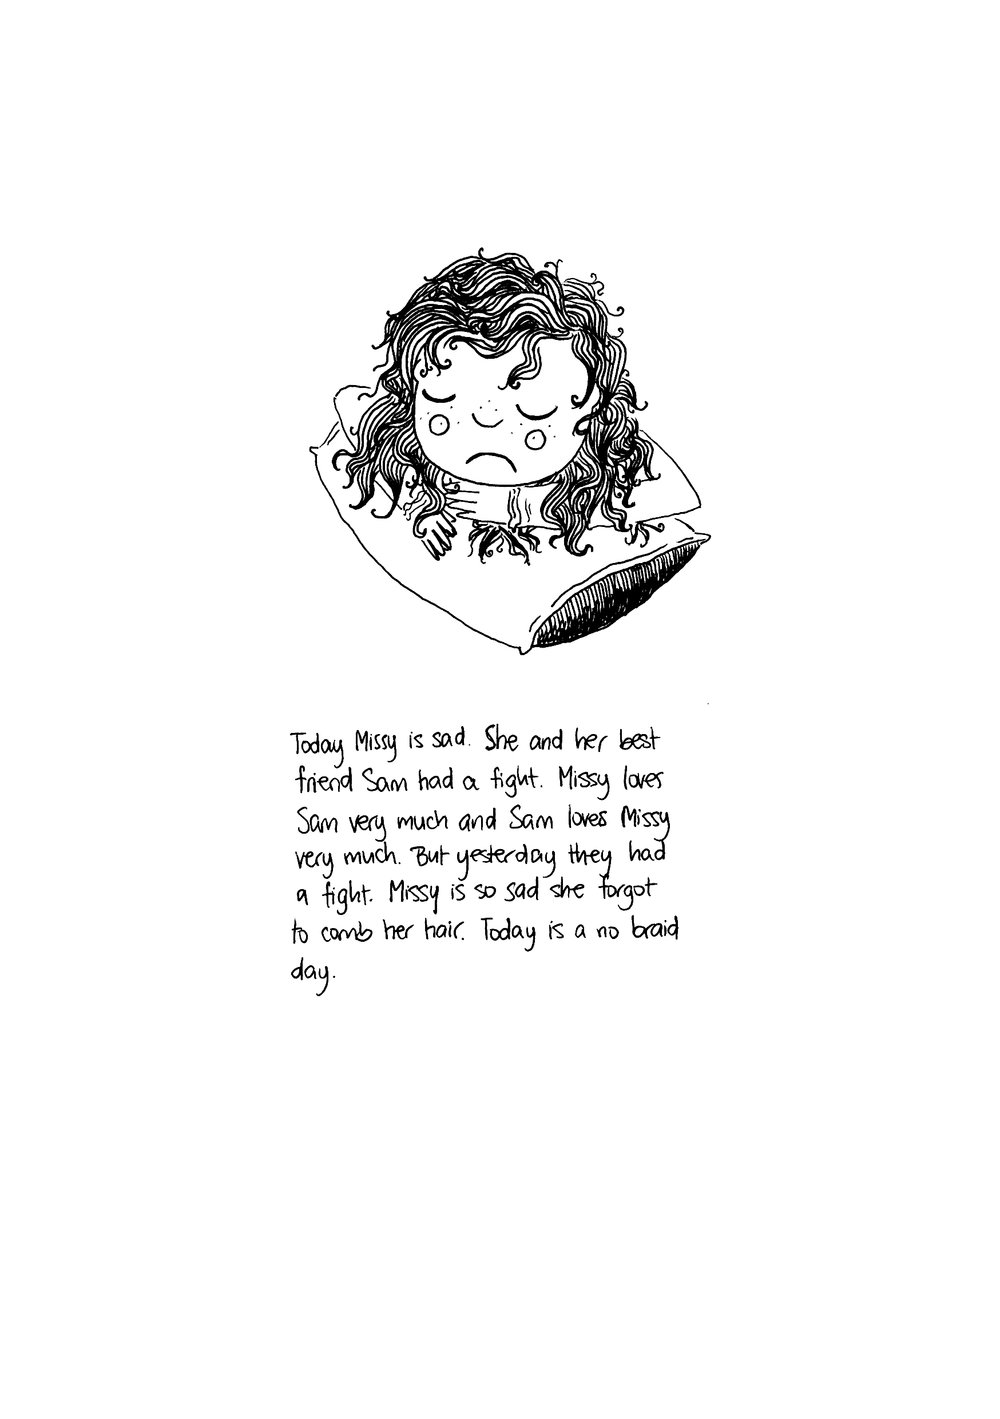 Today Missy is sad. She and her best
friend Sam had a fight. Missy loves
Sam very much and Sam loves Missy
very much. But yesterday they had
a fight. Missy is so sad she forgot
to comb her hair. Today is a no braid
day.